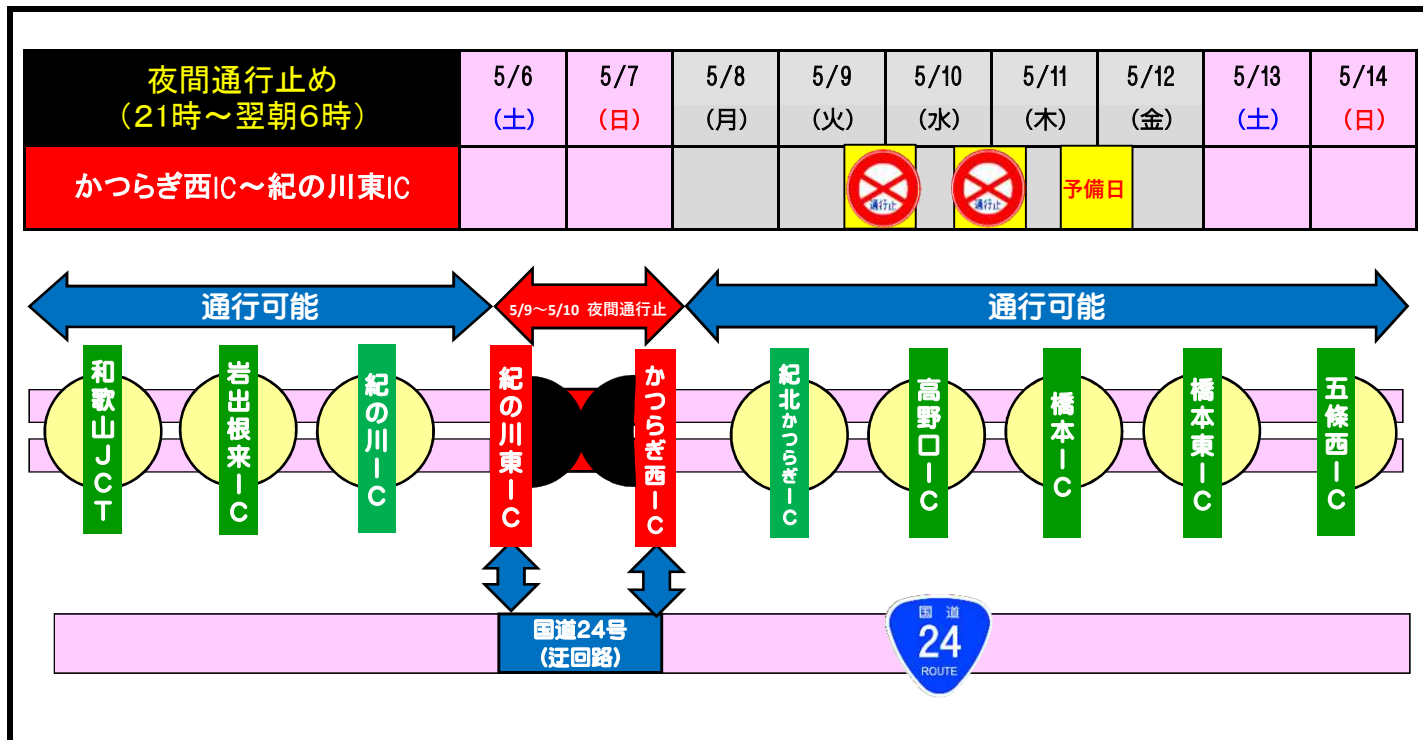 夜間通行止め
（21時～翌朝6時）
5/6
（土）
5/7
（日）
5/8
（月）
5/9
（火）
5/10
（水）
5/11
（木）
5/12
（金）
5/13
（土）
5/14
（日）
かつらぎ西IC～紀の川東IC
通行止
通行止
予備日
通行可能
5/9～5/10 夜間通行止
通行可能
和歌山JCT
岩出根来IC
紀の川IC
紀の川東IC
かつらぎ西IC
紀北かつらぎIC
高野口IC
橋本IC
橋本東IC
五條西IC
国道24号
（迂回路）
国道
24
ROUTE